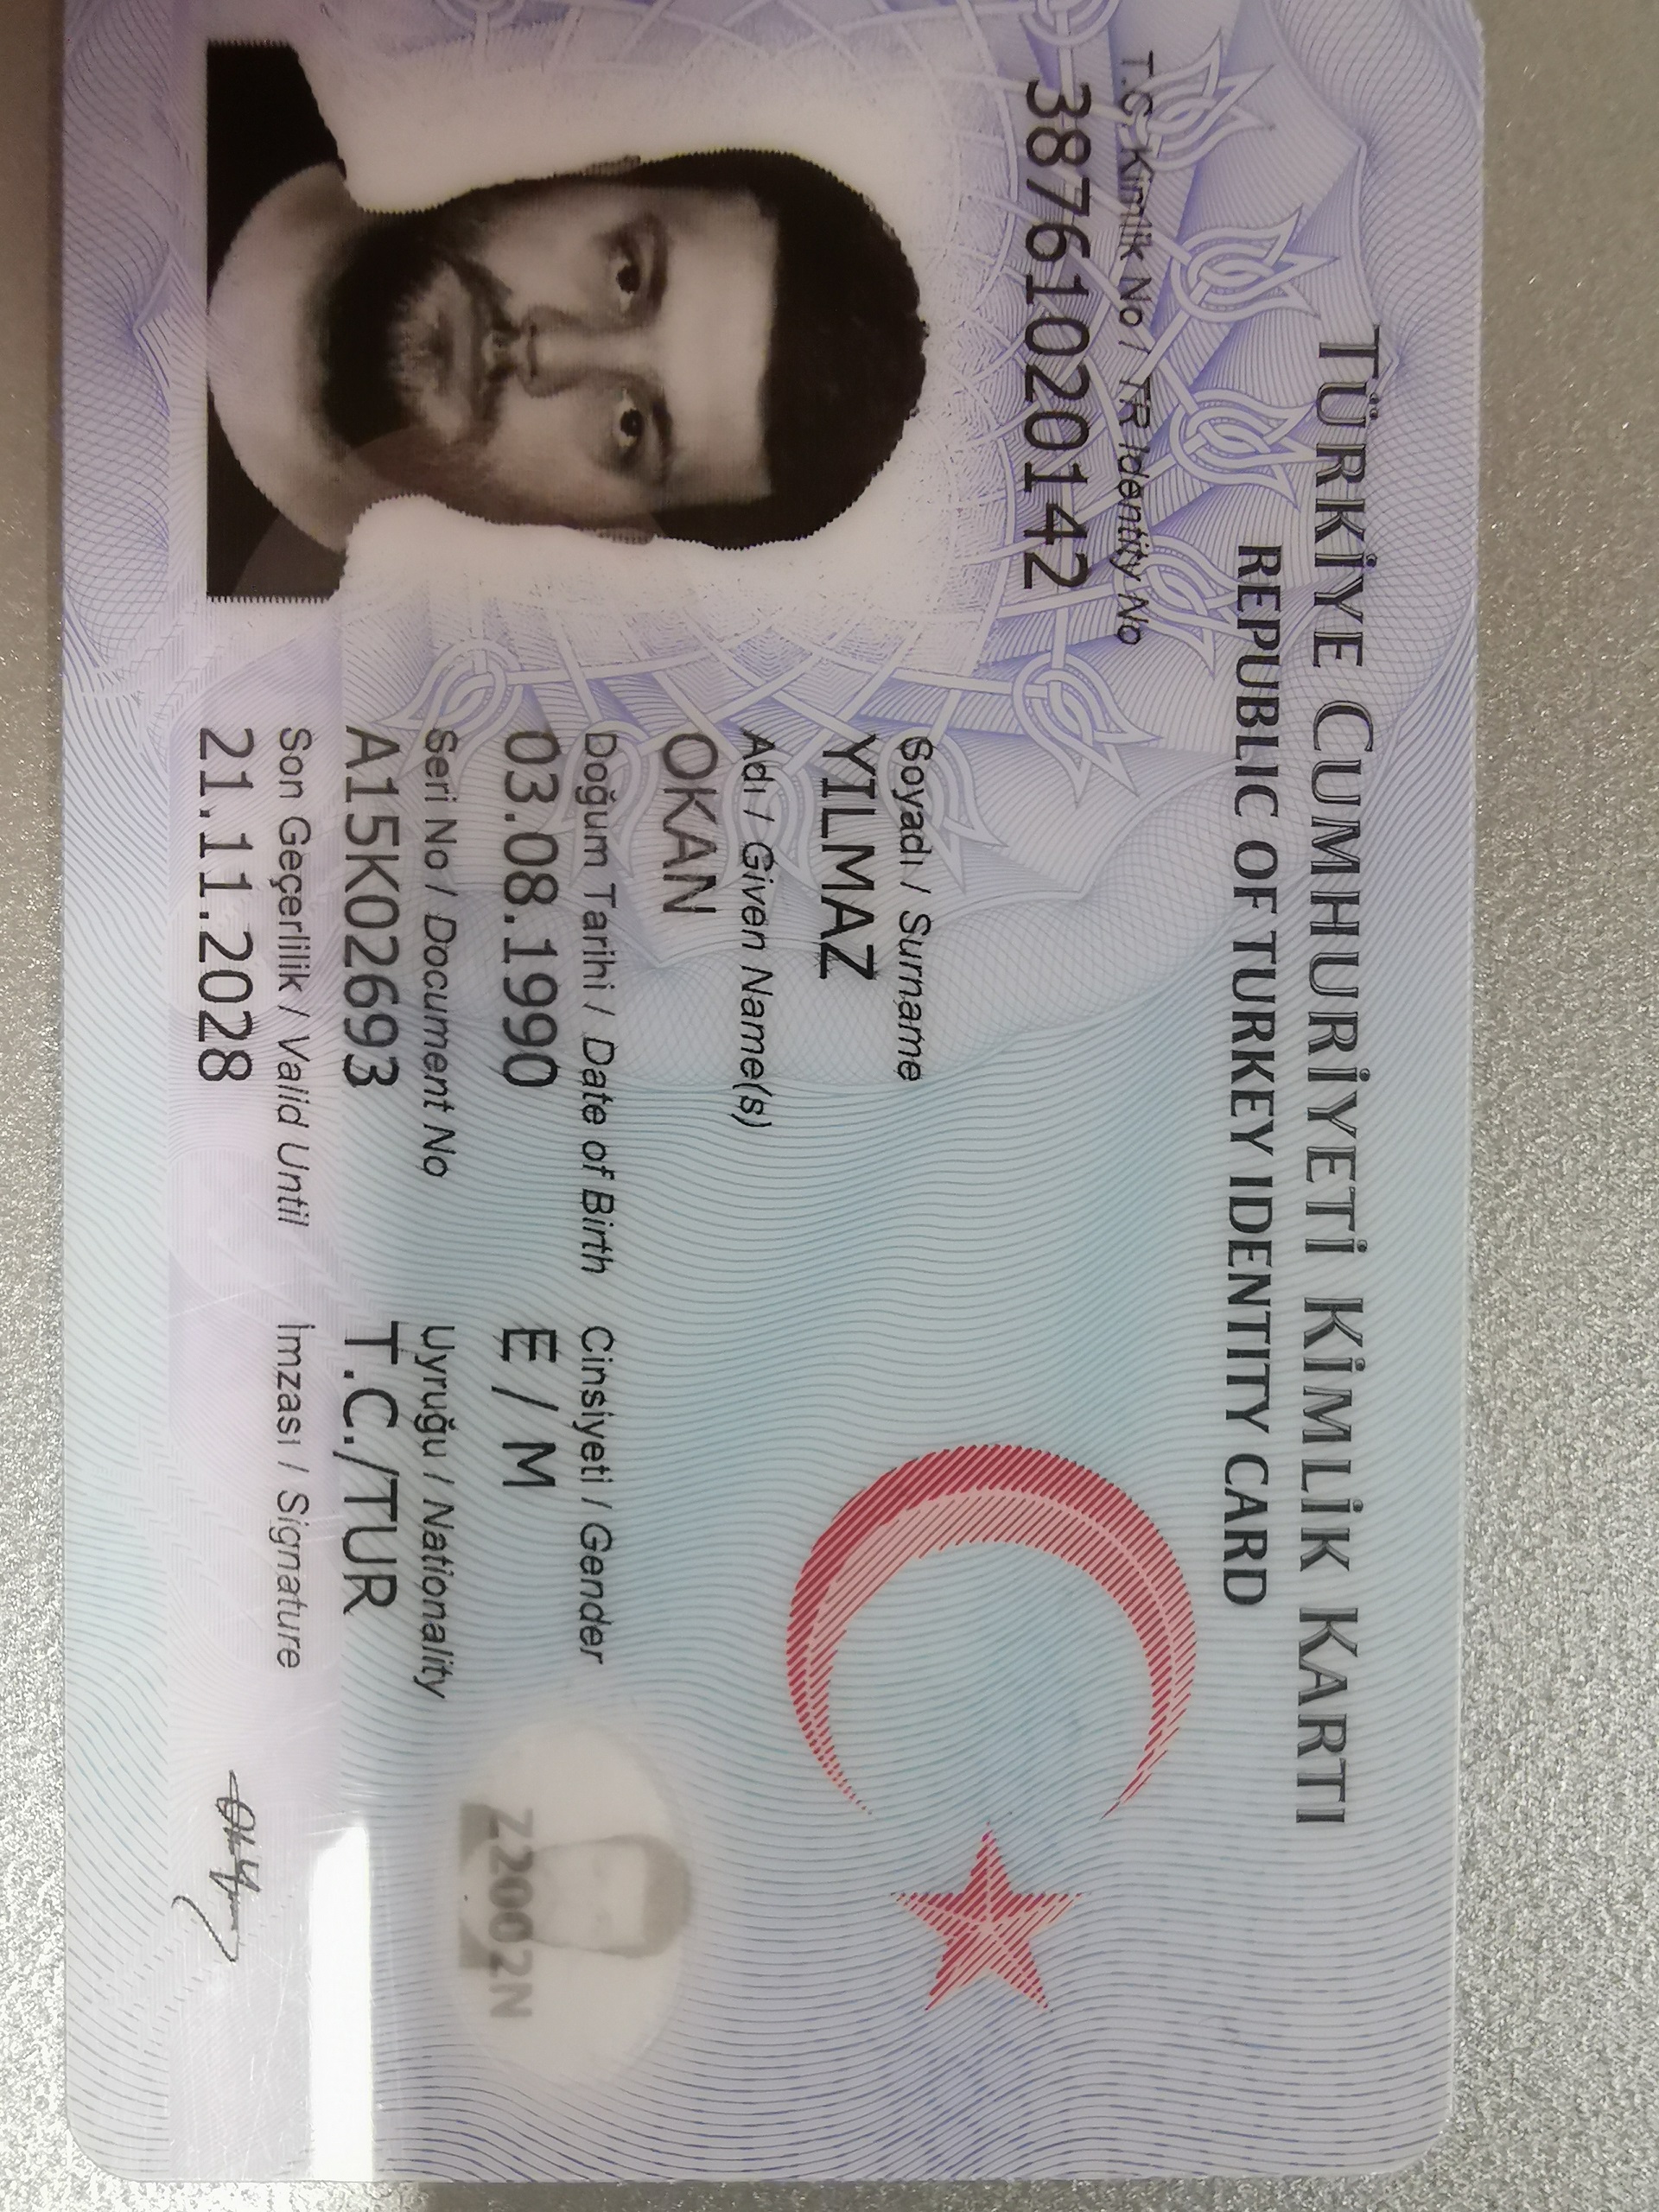 TÜRKİYE CUMHURİYETİ KİMLİK KARTI
REPUBLIC OF TURKEY IDENTITY CARD
T.C. Kimlik No / TR Identity No
38761020142
Soyadı / Surname
YILMAZ
Adı / Given Name(s)
OKAN
Doğum Tarihi / Date of Birth
03.08.1990
Cinsiyeti / Gender
E / M
Seri No / Document No
A15K02693
Uyruğu / Nationality
T.C./TUR
Son Geçerlilik / Valid Until
21.11.2028
İmzası / Signature
Z2002N